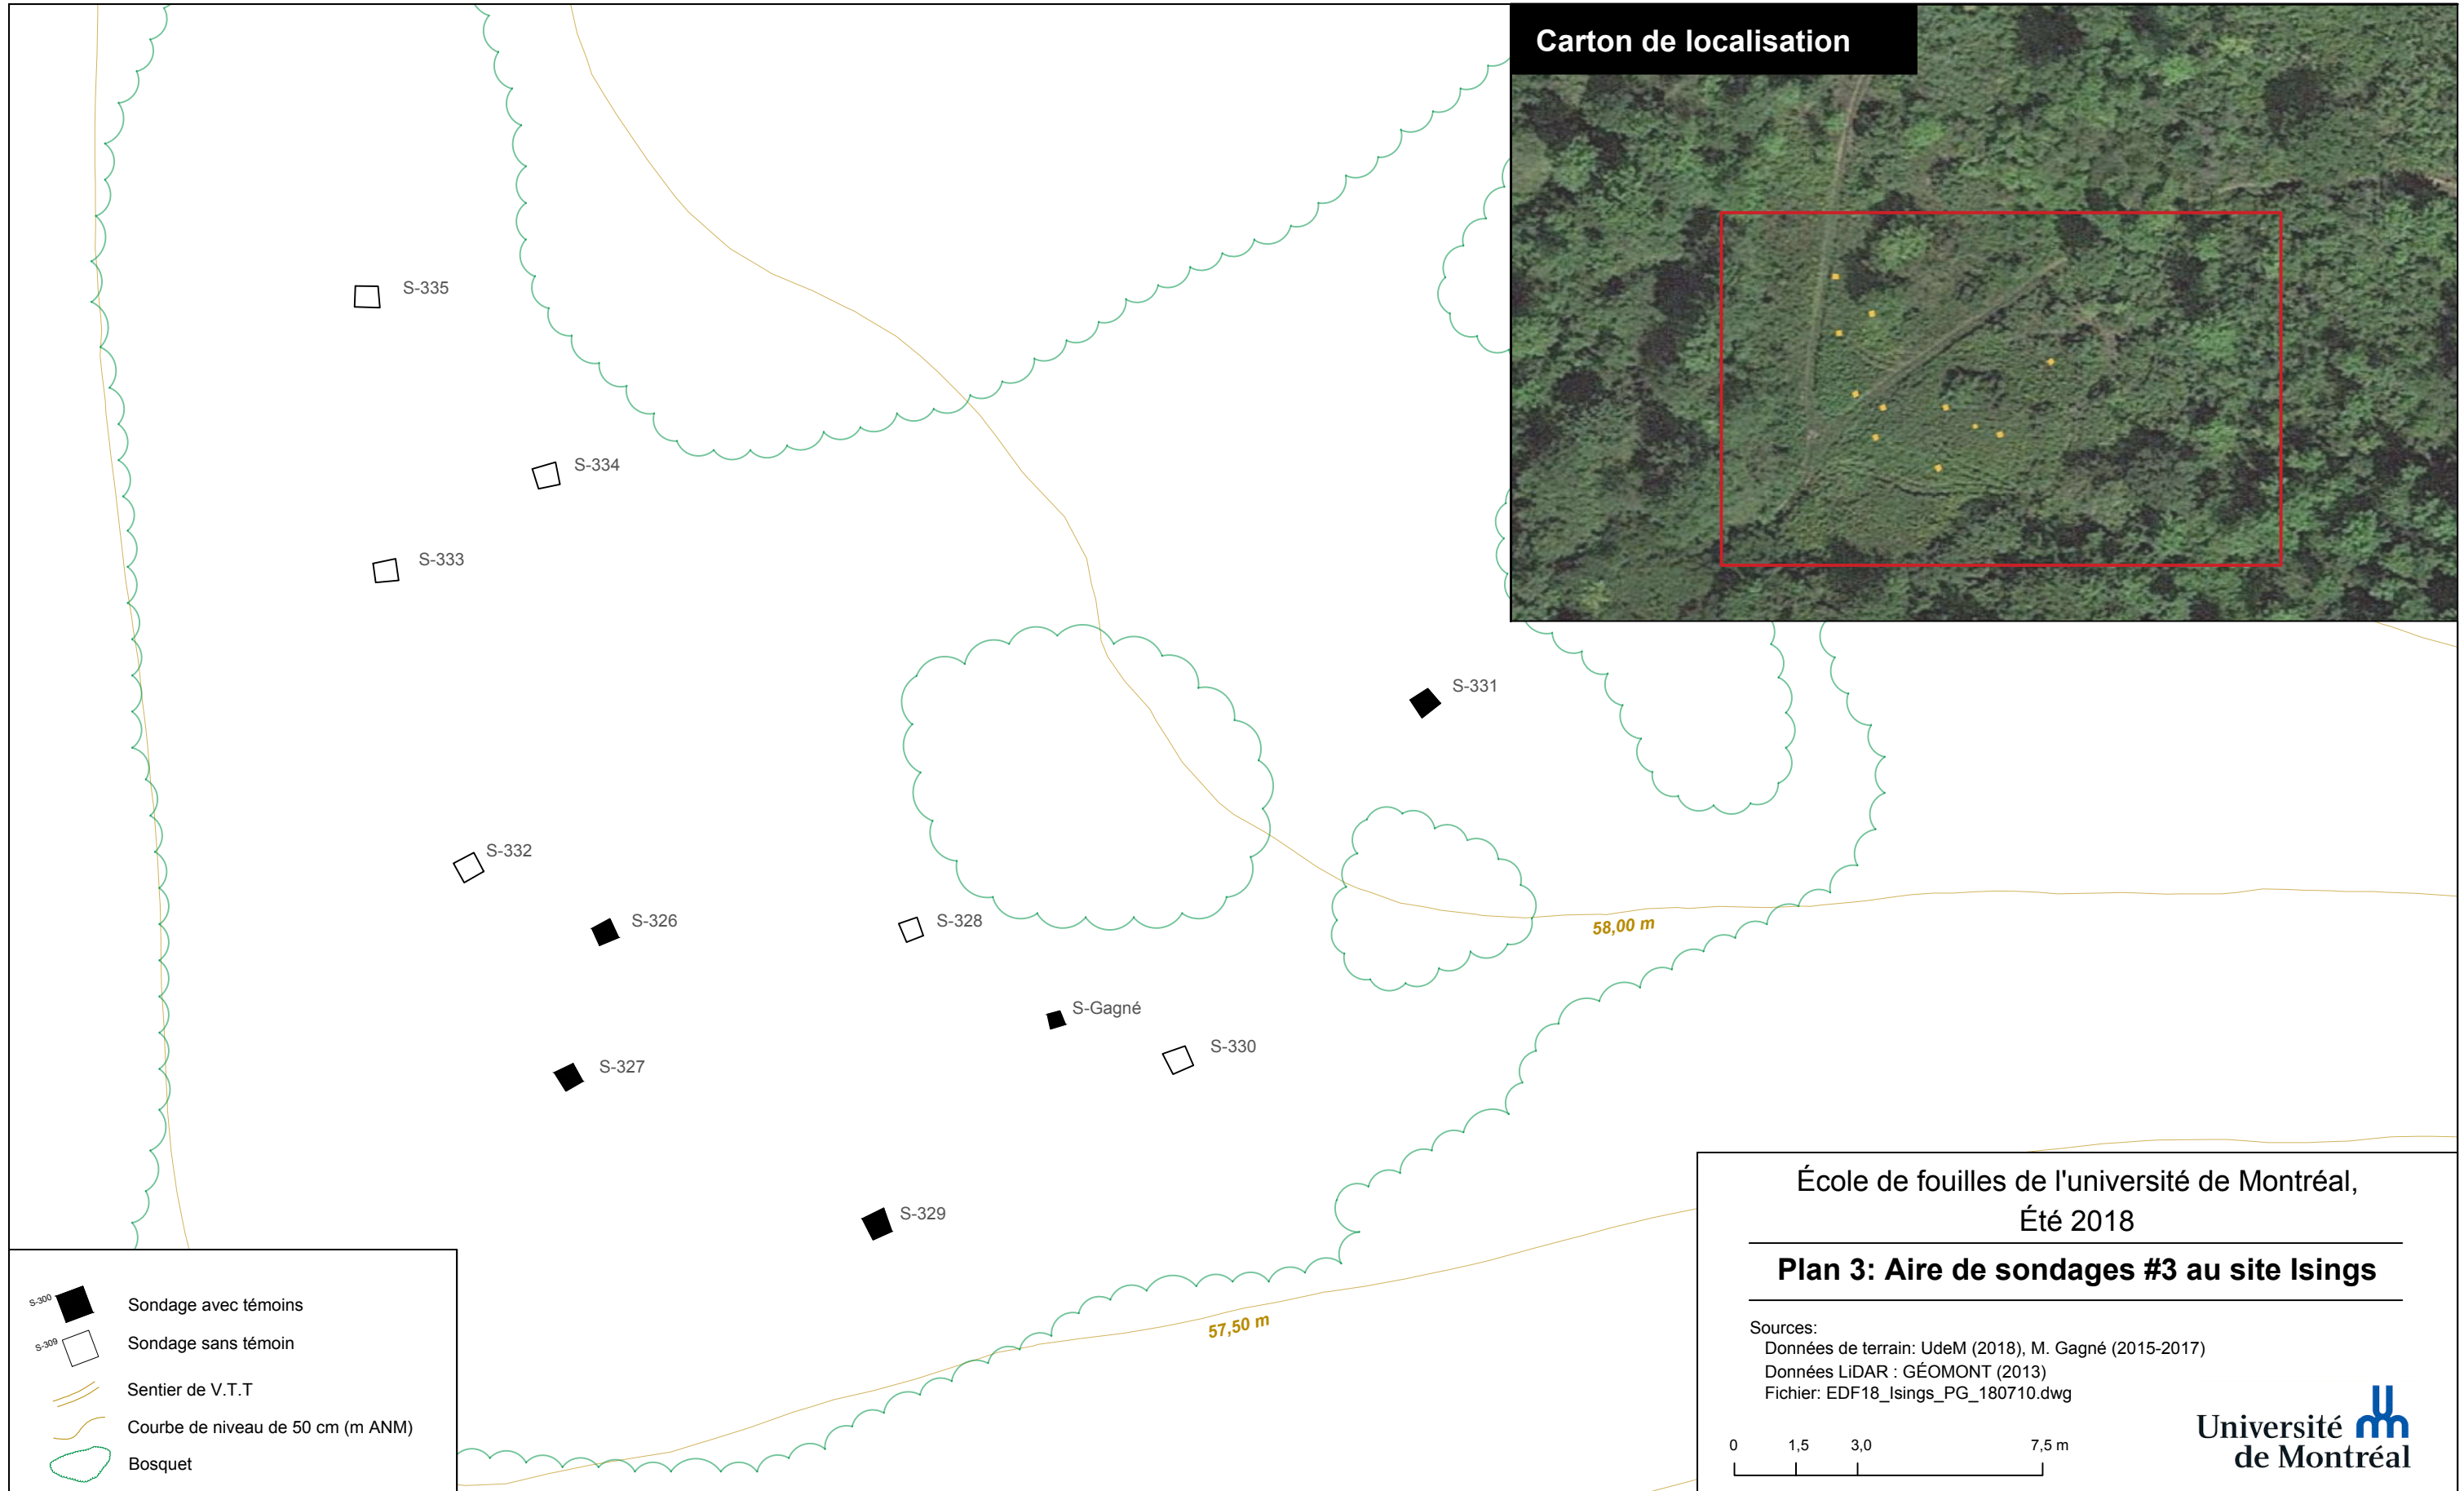 Carton de localisation
S-335
S-334
S-333
S-331
S-332
S-326
S-328
58,00 m
S-Gagné
S-330
S-327
S-329
57,50 m
S-300
Sondage avec témoins
S-309
Sondage sans témoin
Sentier de V.T.T
Courbe de niveau de 50 cm (m ANM)
Bosquet
École de fouilles de l'université de Montréal,
Été 2018
Plan 3: Aire de sondages #3 au site Isings
Sources:
Données de terrain: UdeM (2018), M. Gagné (2015-2017)
Données LiDAR : GÉOMONT (2013)
Fichier: EDF18_Isings_PG_180710.dwg
0 1,5 3,0 7,5 m
Université
de Montréal